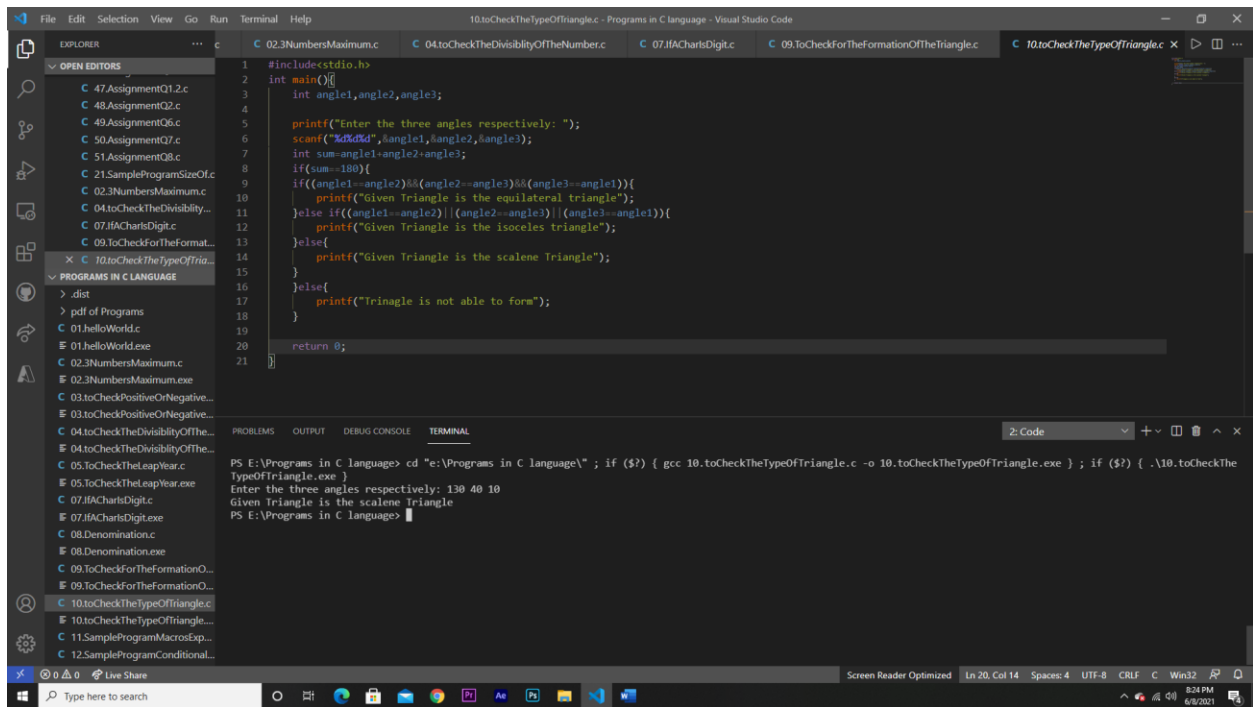 File Edit Selection View Go Run Terminal Help 10.toCheckTheTypeOfTriangle.c - Programs in C language - Visual Studio Code
EXPLORER ··· c C 02.3NumbersMaximum.c C 04.toCheckTheDivisiblityOfTheNumber.c C 07.IfACharIsDigit.c C 09.ToCheckForTheFormationOfTheTriangle.c C 10.toCheckTheTypeOfTriangle.c
OPEN EDITORS
C 47.AssignmentQ1.2.c
C 48.AssignmentQ2.c
C 49.AssignmentQ6.c
C 50.AssignmentQ7.c
C 51.AssignmentQ8.c
C 21.SampleProgramSizeOf.c
C 02.3NumbersMaximum.c
C 04.toCheckTheDivisiblity...
C 07.IfACharIsDigit.c
C 09.ToCheckForTheFormat...
C 10.toCheckTheTypeOfTria...
PROGRAMS IN C LANGUAGE
> .dist
> pdf of Programs
C 01.helloWorld.c
01.helloWorld.exe
C 02.3NumbersMaximum.c
02.3NumbersMaximum.exe
C 03.toCheckPositiveOrNegative...
03.toCheckPositiveOrNegative...
C 04.toCheckTheDivisiblityOfThe...
04.toCheckTheDivisiblityOfThe...
C 05.ToCheckTheLeapYear.c
05.ToCheckTheLeapYear.exe
C 07.IfACharIsDigit.c
07.IfACharIsDigit.exe
C 08.Denomination.c
08.Denomination.exe
C 09.ToCheckForTheFormationO...
09.ToCheckForTheFormationO...
C 10.toCheckTheTypeOfTriangle.c
10.toCheckTheTypeOfTriangle....
C 11.SampleProgramMacrosExp...
C 12.SampleProgramConditional...
1 #include<stdio.h>
2 int main(){
3 int angle1,angle2,angle3;
4
5 printf("Enter the three angles respectively: ");
6 scanf("%d%d%d",&angle1,&angle2,&angle3);
7 int sum=angle1+angle2+angle3;
8 if(sum==180){
9 if((angle1==angle2)&&(angle2==angle3)&&(angle3==angle1)){
10 printf("Given Triangle is the equilateral triangle");
11 }else if((angle1==angle2)||(angle2==angle3)||(angle3==angle1)){
12 printf("Given Triangle is the isoceles triangle");
13 }else{
14 printf("Given Triangle is the scalene Triangle");
15 }
16 }else{
17 printf("Trinagle is not able to form");
18 }
19
20 return 0;
21 }
PROBLEMS OUTPUT DEBUG CONSOLE TERMINAL 2: Code
PS E:\Programs in C language> cd "e:\Programs in C language\" ; if ($?) { gcc 10.toCheckTheTypeOfTriangle.c -o 10.toCheckTheTypeOfTriangle.exe } ; if ($?) { .\10.toCheckThe
TypeOfTriangle.exe }
Enter the three angles respectively: 130 40 10
Given Triangle is the scalene Triangle
PS E:\Programs in C language>
0 0 Live Share Screen Reader Optimized Ln 20, Col 14 Spaces: 4 UTF-8 CRLF C Win32
Type here to search Pr Ae Ps 8:24 PM
6/8/2021 4